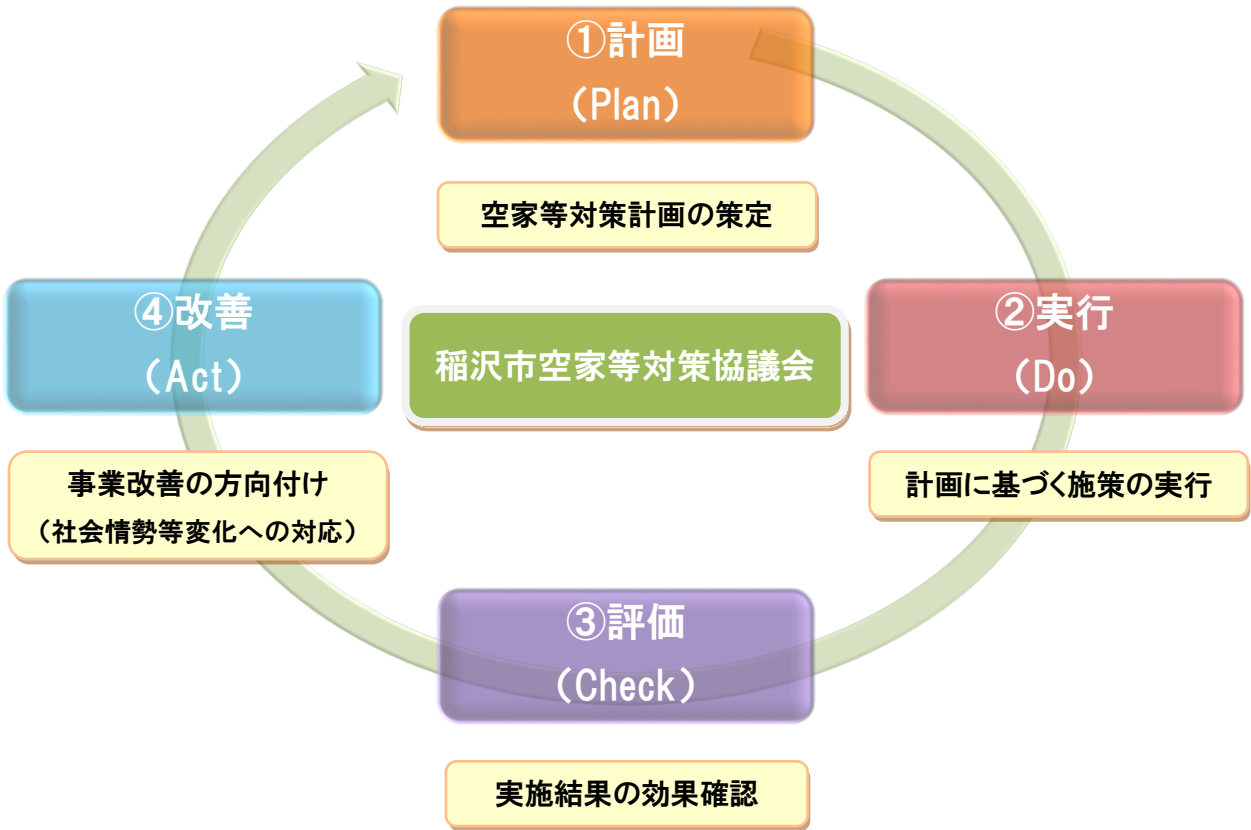 ①計画
(Plan)
空家等対策計画の策定
④改善
(Act)
稲沢市空家等対策協議会
②実行
(Do)
事業改善の方向付け
(社会情勢等変化への対応)
計画に基づく施策の実行
③評価
(Check)
実施結果の効果確認